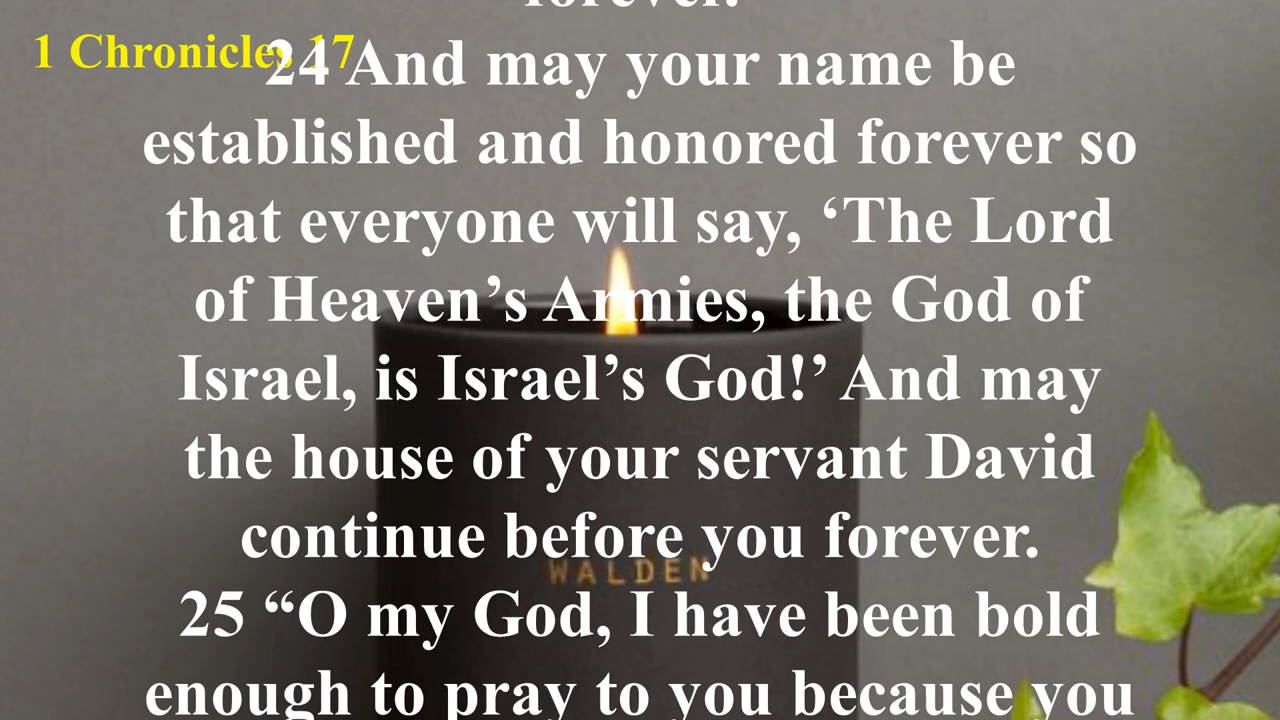 forever.
1 Chronicles 17
24 And may your name be
established and honored forever so
that everyone will say, ‘The Lord
of Heaven’s Armies, the God of
Israel, is Israel’s God!’ And may
the house of your servant David
continue before you forever.
WALDEN
25 “O my God, I have been bold
enough to pray to you because you